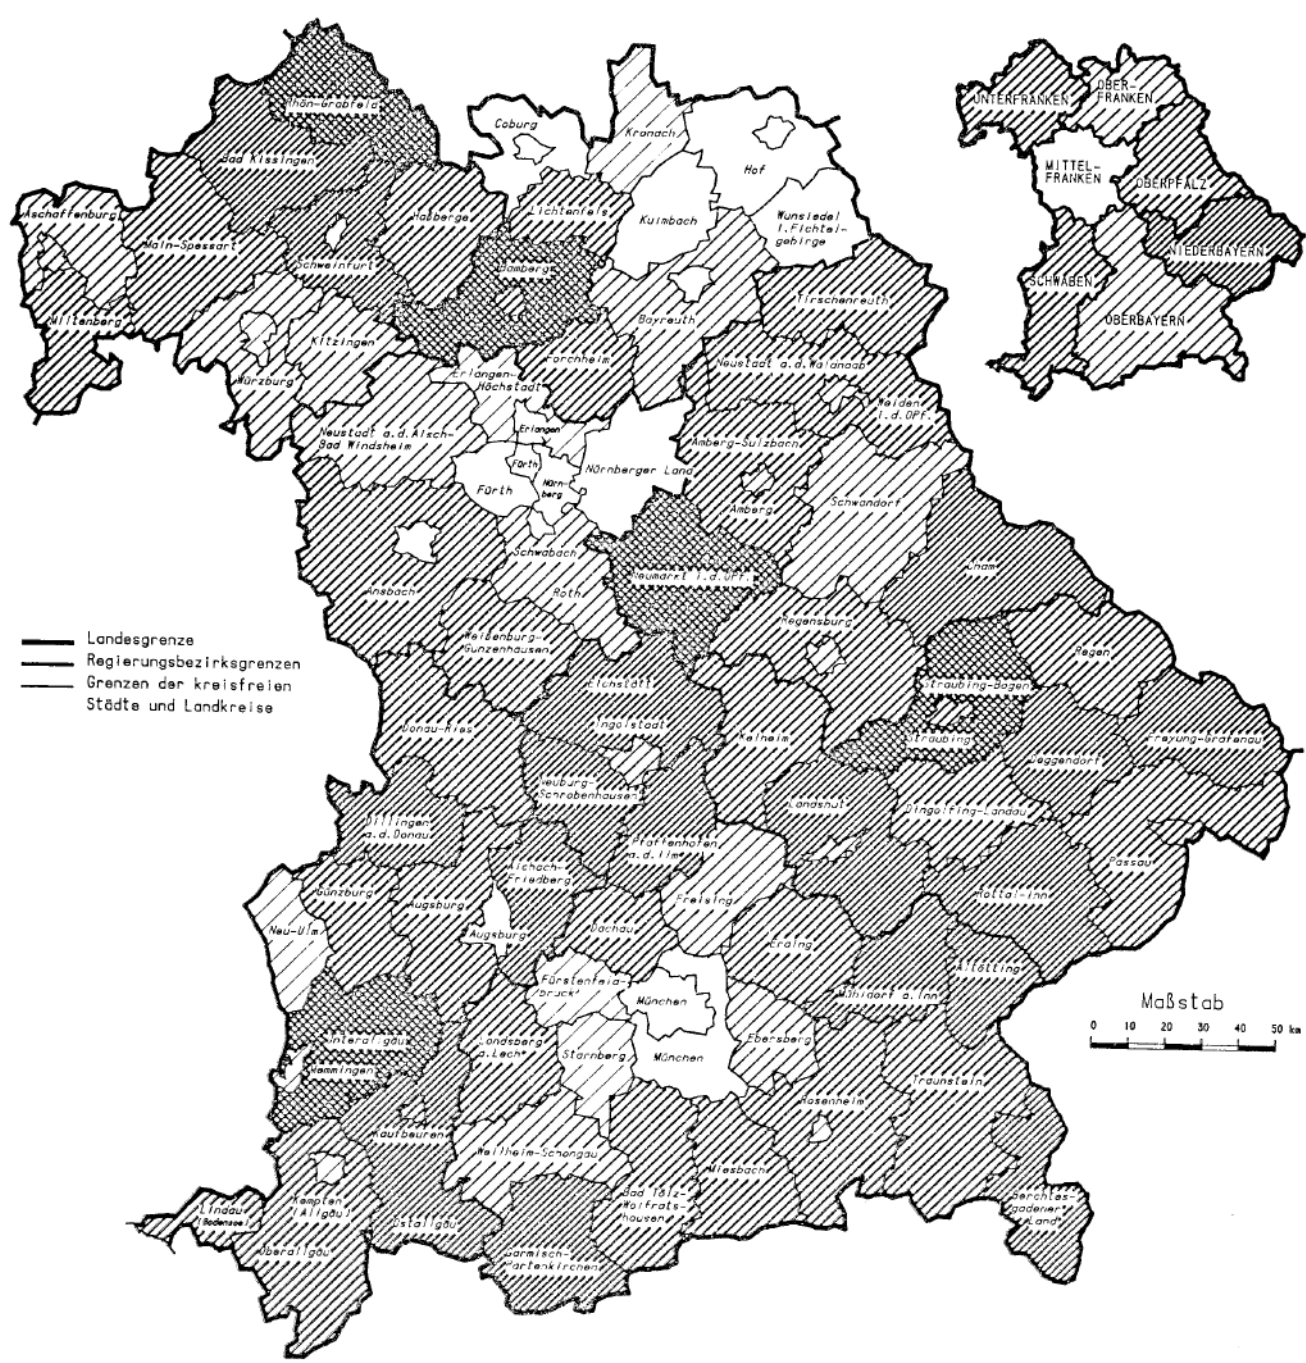 Rhön-Grabfeld
Bad Kissingen
Coburg
Kronach
Hof
Aschaffenburg
Haßberge
Lichtenfels
Kulmbach
Wunsiedel
i.Fichtel-
gebirge
Main-Spessart
Schweinfurt
Bamberg
Tirschenreuth
Miltenberg
Kitzingen
Bayreuth
Würzburg
Forchheim
Erlangen-
Höchstadt
Neustadt a.d.Waldnaab
Weiden
i.d.OPf.
Neustadt a.d.Aisch-
Bad Windsheim
Erlangen
Amberg-Sulzbach
Fürth
Fürth
Nürn-
berg
Nürnberger Land
Amberg
Schwandorf
Schwabach
Roth
Neumarkt i.d.OPf.
Cham
Ansbach
Weißenburg-
Gunzenhausen
Regensburg
Regen
Eichstätt
Straubing-Bogen
Ingolstadt
Donau-Ries
Kelheim
Straubing
Freyung-Grafenau
Deggendorf
Neuburg-
Schrobenhausen
Landshut
Dingolfing-Landau
Dillingen
a.d.Donau
Pfaffenhofen
a.d.Ilm
Passau
Aichach-
Friedberg
Günzburg
Augsburg
Freising
Rottal-Inn
Neu-Ulm
Augsburg
Dachau
Erding
Altötting
Mühldorf a.Inn
Fürstenfeld-
bruck
München
Unterallgäu
Landsberg
a.Lech
Starnberg
München
Ebersberg
Memmingen
Traunstein
Rosenheim
Kaufbeuren
Weilheim-Schongau
Miesbach
Bad Tölz-
Wolfrats-
hausen
Lindau
(Bodensee)
Kempten
(Allgäu)
Ostallgäu
Berchtes-
gadener
Land
Oberallgäu
Garmisch-
Partenkirchen
UNTERFRANKEN
OBER-
FRANKEN
MITTEL-
FRANKEN
OBERPFALZ
NIEDERBAYERN
SCHWABEN
OBERBAYERN
Landesgrenze
Regierungsbezirksgrenzen
Grenzen der kreisfreien
Städte und Landkreise
Maßstab
0 10 20 30 40 50 km